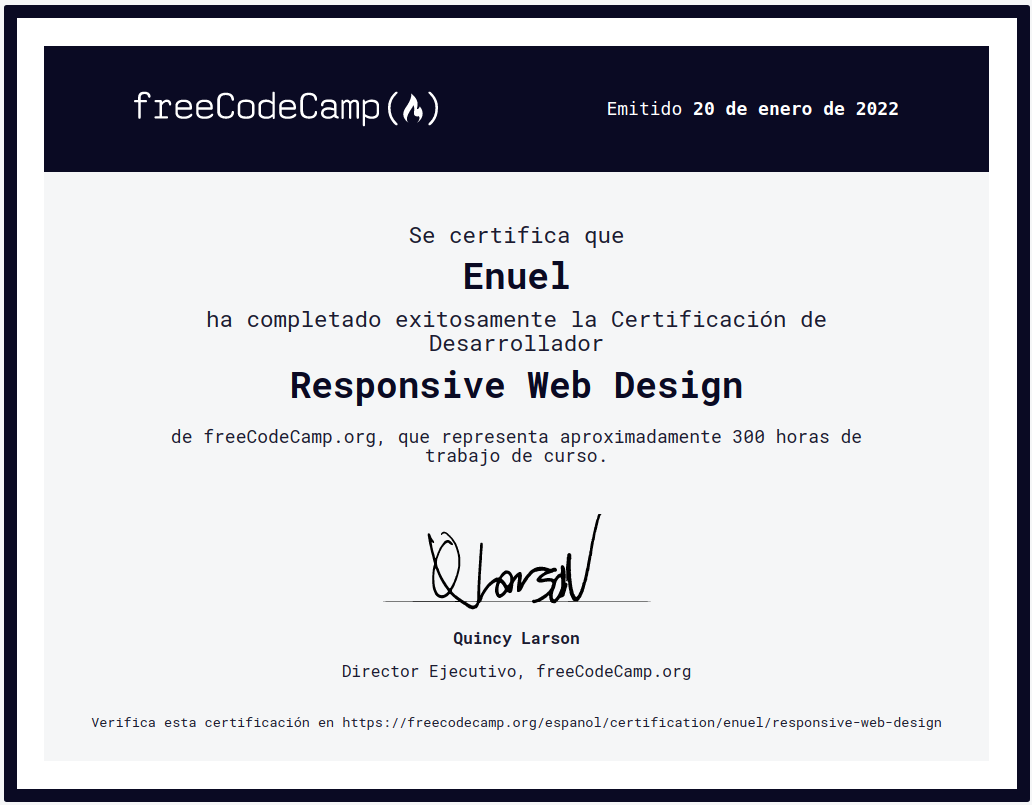 freeCodeCamp
Emitido 20 de enero de 2022
Se certifica que
Enuel
ha completado exitosamente la Certificación de
Desarrollador
Responsive Web Design
de freeCodeCamp.org, que representa aproximadamente 300 horas de
trabajo de curso.
Q Larson
Quincy Larson
Director Ejecutivo, freeCodeCamp.org
Verifica esta certificación en https://freecodecamp.org/espanol/certification/enuel/responsive-web-design